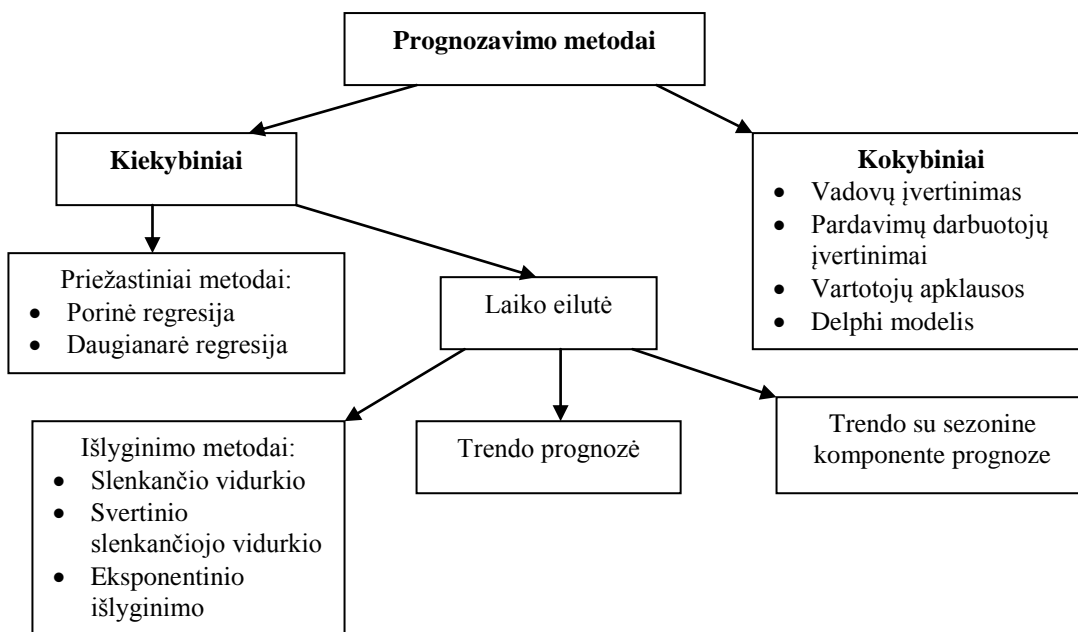 Prognozavimo metodai
Kiekybiniai
Kokybiniai
• Vadovų įvertinimas
• Pardavimų darbuotojų
įvertinimai
• Vartotojų apklausos
• Delphi modelis
Priežastiniai metodai:
• Porinė regresija
• Daugianarė regresija
Laiko eilutė
Išlyginimo metodai:
• Slenkančio vidurkio
• Svertinio
slenkančiojo vidurkio
• Eksponentinio
išlyginimo
Trendo prognozė
Trendo su sezonine
komponente prognoze